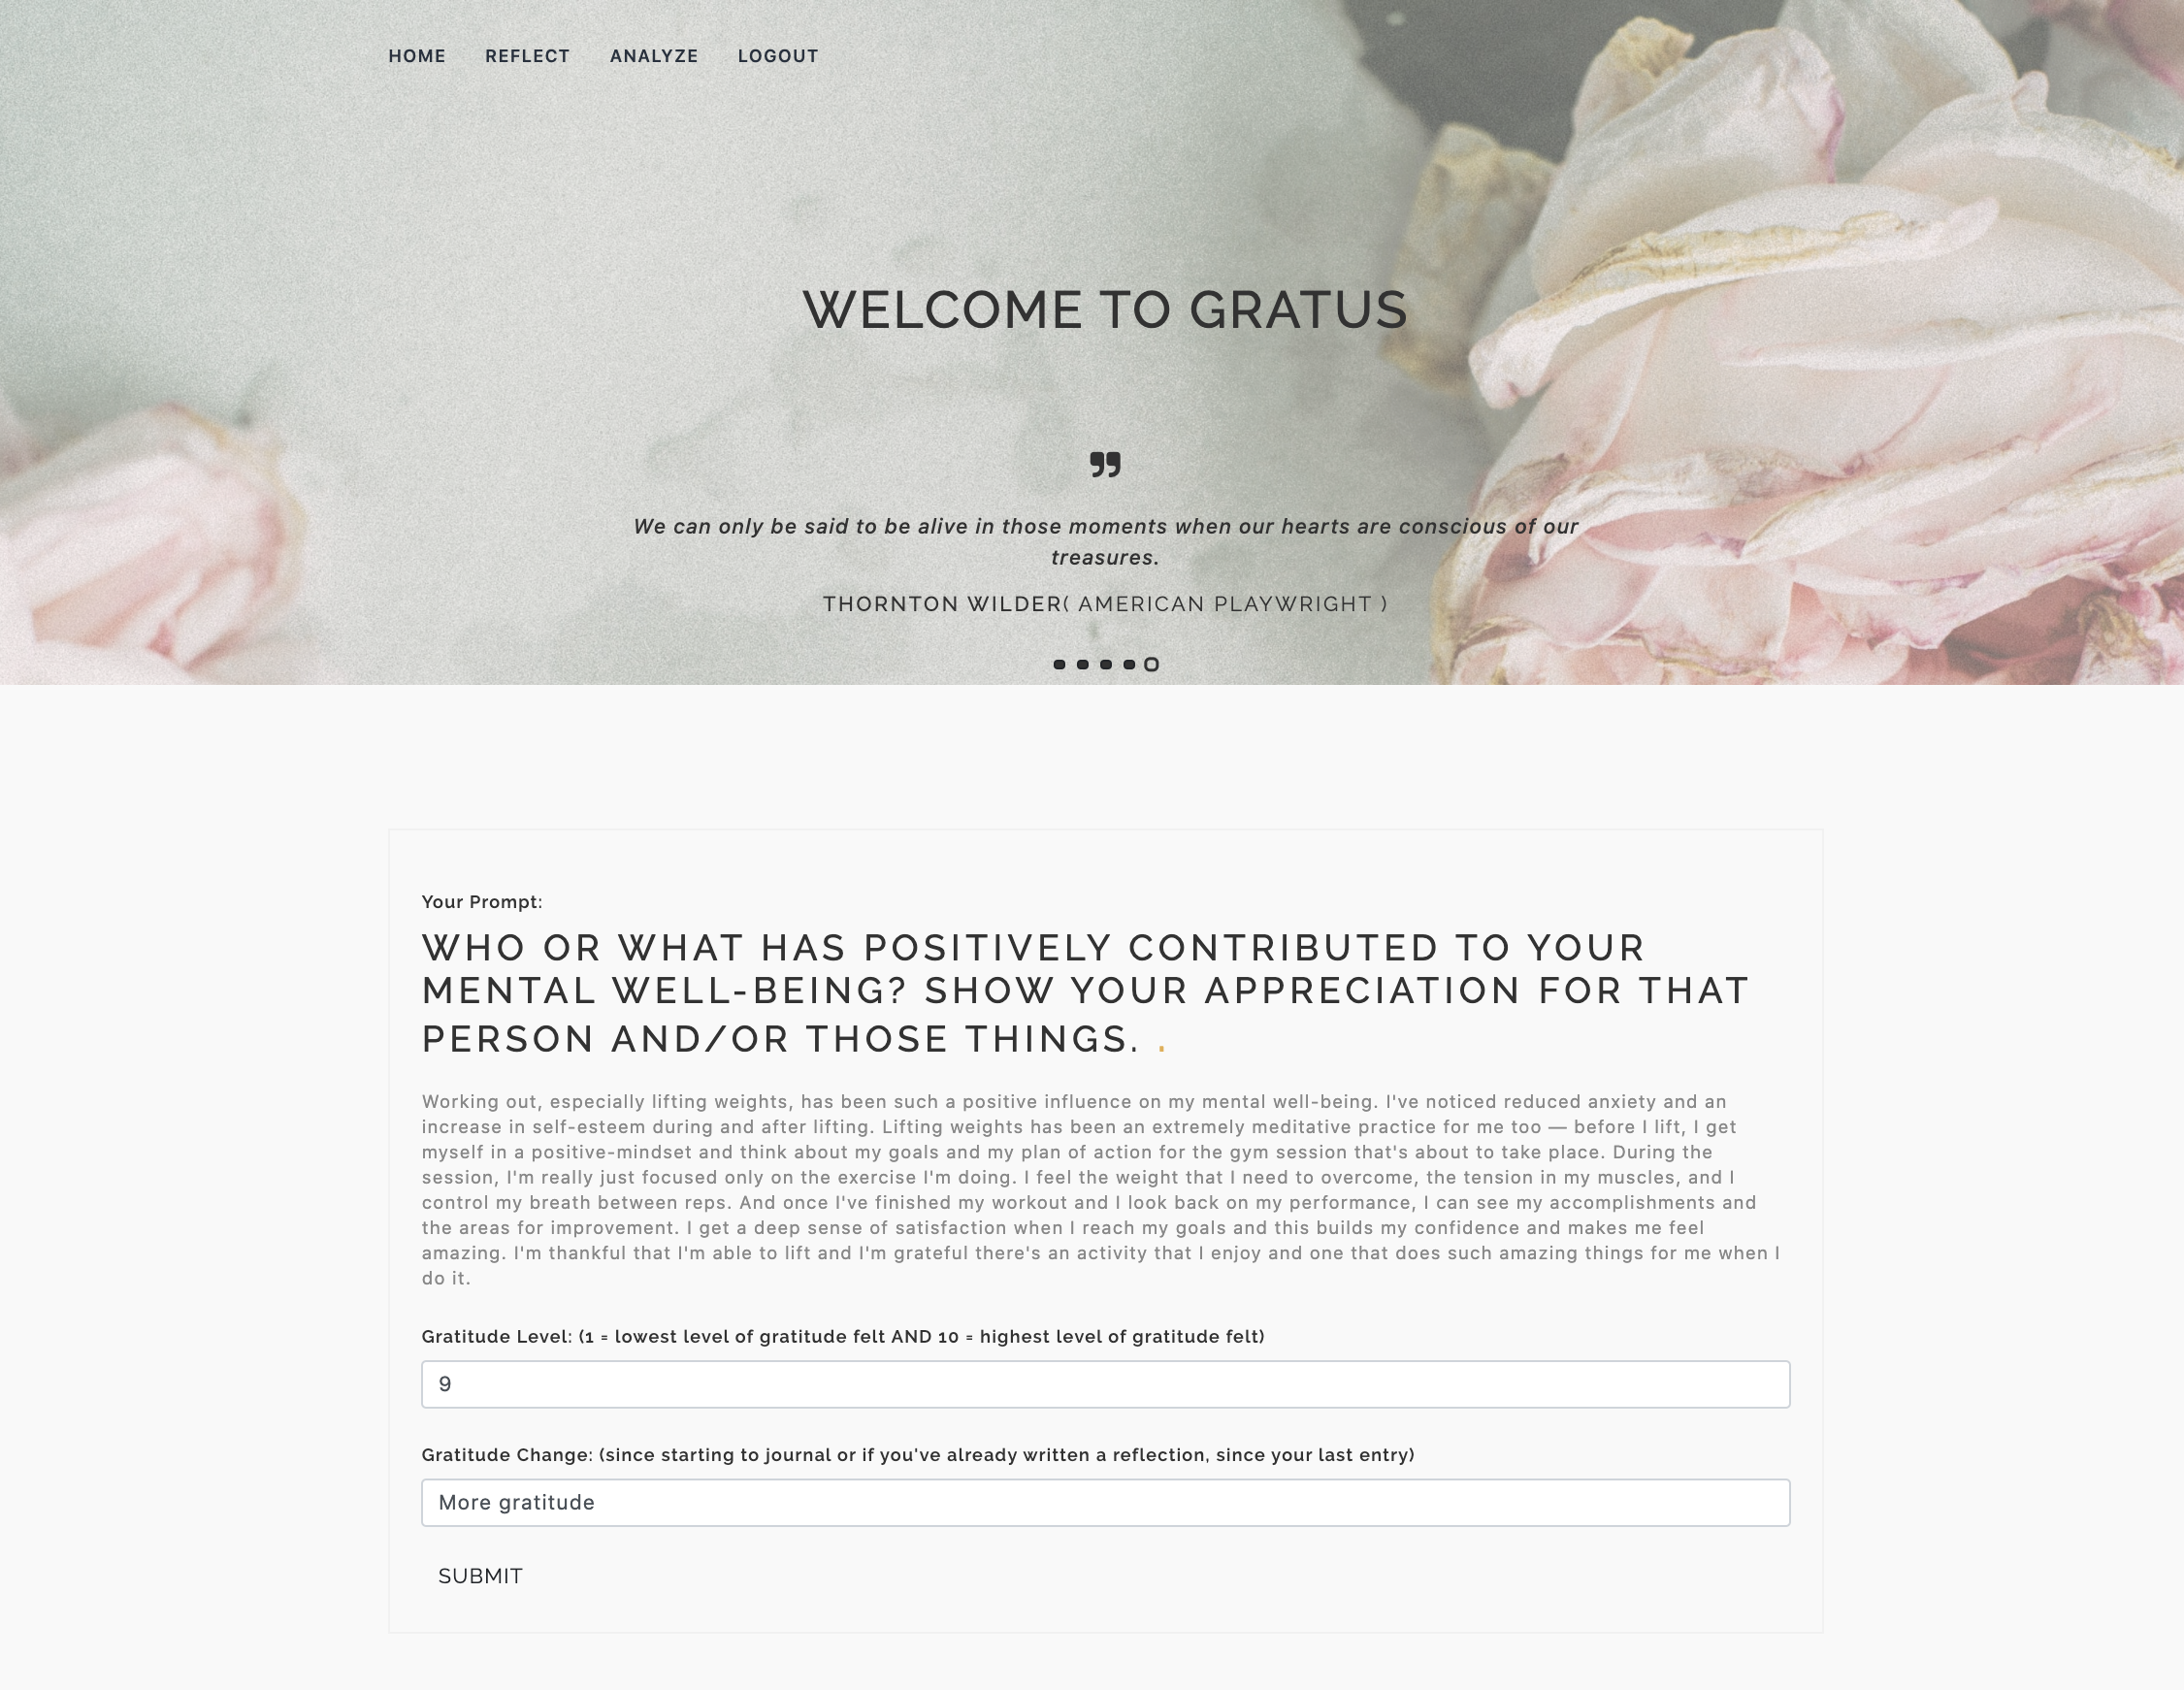 HOME REFLECT ANALYZE LOGOUT
WELCOME TO GRATUS
”
We can only be said to be alive in those moments when our hearts are conscious of our
treasures.
THORNTON WILDER( AMERICAN PLAYWRIGHT )
Your Prompt:
WHO OR WHAT HAS POSITIVELY CONTRIBUTED TO YOUR
MENTAL WELL-BEING? SHOW YOUR APPRECIATION FOR THAT
PERSON AND/OR THOSE THINGS. .
Working out, especially lifting weights, has been such a positive influence on my mental well-being. I've noticed reduced anxiety and an
increase in self-esteem during and after lifting. Lifting weights has been an extremely meditative practice for me too — before I lift, I get
myself in a positive-mindset and think about my goals and my plan of action for the gym session that's about to take place. During the
session, I'm really just focused only on the exercise I'm doing. I feel the weight that I need to overcome, the tension in my muscles, and I
control my breath between reps. And once I've finished my workout and I look back on my performance, I can see my accomplishments and
the areas for improvement. I get a deep sense of satisfaction when I reach my goals and this builds my confidence and makes me feel
amazing. I'm thankful that I'm able to lift and I'm grateful there's an activity that I enjoy and one that does such amazing things for me when I
do it.
Gratitude Level: (1 = lowest level of gratitude felt AND 10 = highest level of gratitude felt)
9
Gratitude Change: (since starting to journal or if you've already written a reflection, since your last entry)
More gratitude
SUBMIT